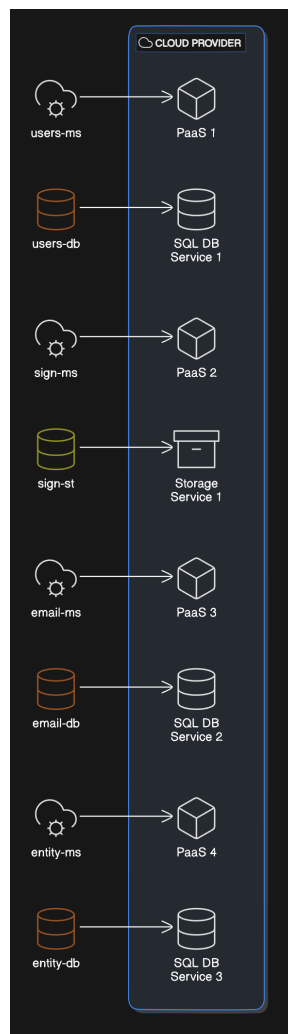 CLOUD PROVIDER
users-ms
PaaS 1
users-db
SQL DB
Service 1
sign-ms
PaaS 2
sign-st
Storage
Service 1
email-ms
PaaS 3
email-db
SQL DB
Service 2
entity-ms
PaaS 4
entity-db
SQL DB
Service 3